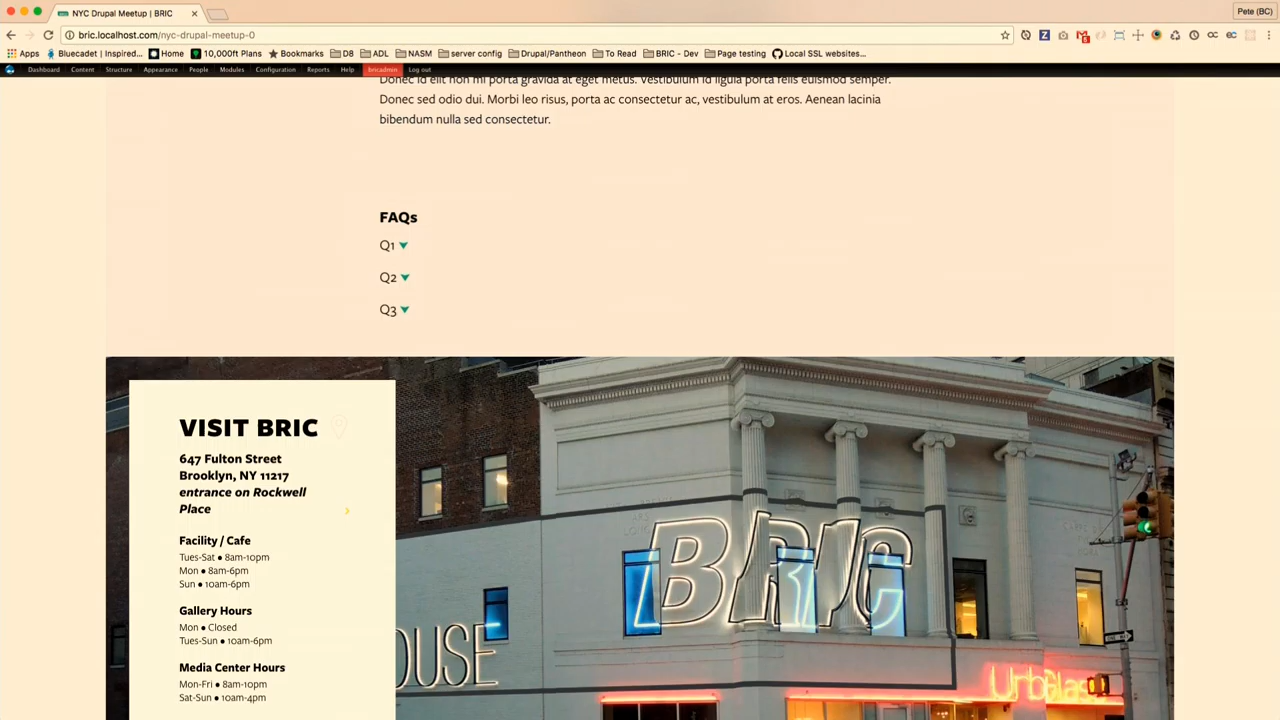 NYC Drupal Meetup | BRIC
Pete (BC)
bric.localhost.com/nyc-drupal-meetup-0
Apps Bluecadet | Inspired... Home 10,000ft Plans Bookmarks D8 ADL NASM server config Drupal/Pantheon To Read BRIC - Dev Page testing Local SSL websites...
Dashboard Content Structure Appearance People Modules Configuration Reports Help bricadmin Log out
Donec id elit non mi porta gravida at eget metus. Vestibulum id ligula porta felis euismod semper.
Donec sed odio dui. Morbi leo risus, porta ac consectetur ac, vestibulum at eros. Aenean lacinia
bibendum nulla sed consectetur.
FAQs
Q1
Q2
Q3
VISIT BRIC
647 Fulton Street
Brooklyn, NY 11217
entrance on Rockwell
Place
Facility / Cafe
Tues-Sat ● 8am-10pm
Mon ● 8am-6pm
Sun ● 10am-6pm
Gallery Hours
Mon ● Closed
Tues-Sun ● 10am-6pm
Media Center Hours
Mon-Fri ● 8am-10pm
Sat-Sun ● 10am-4pm
BRIC
OUSE
UrbGlas